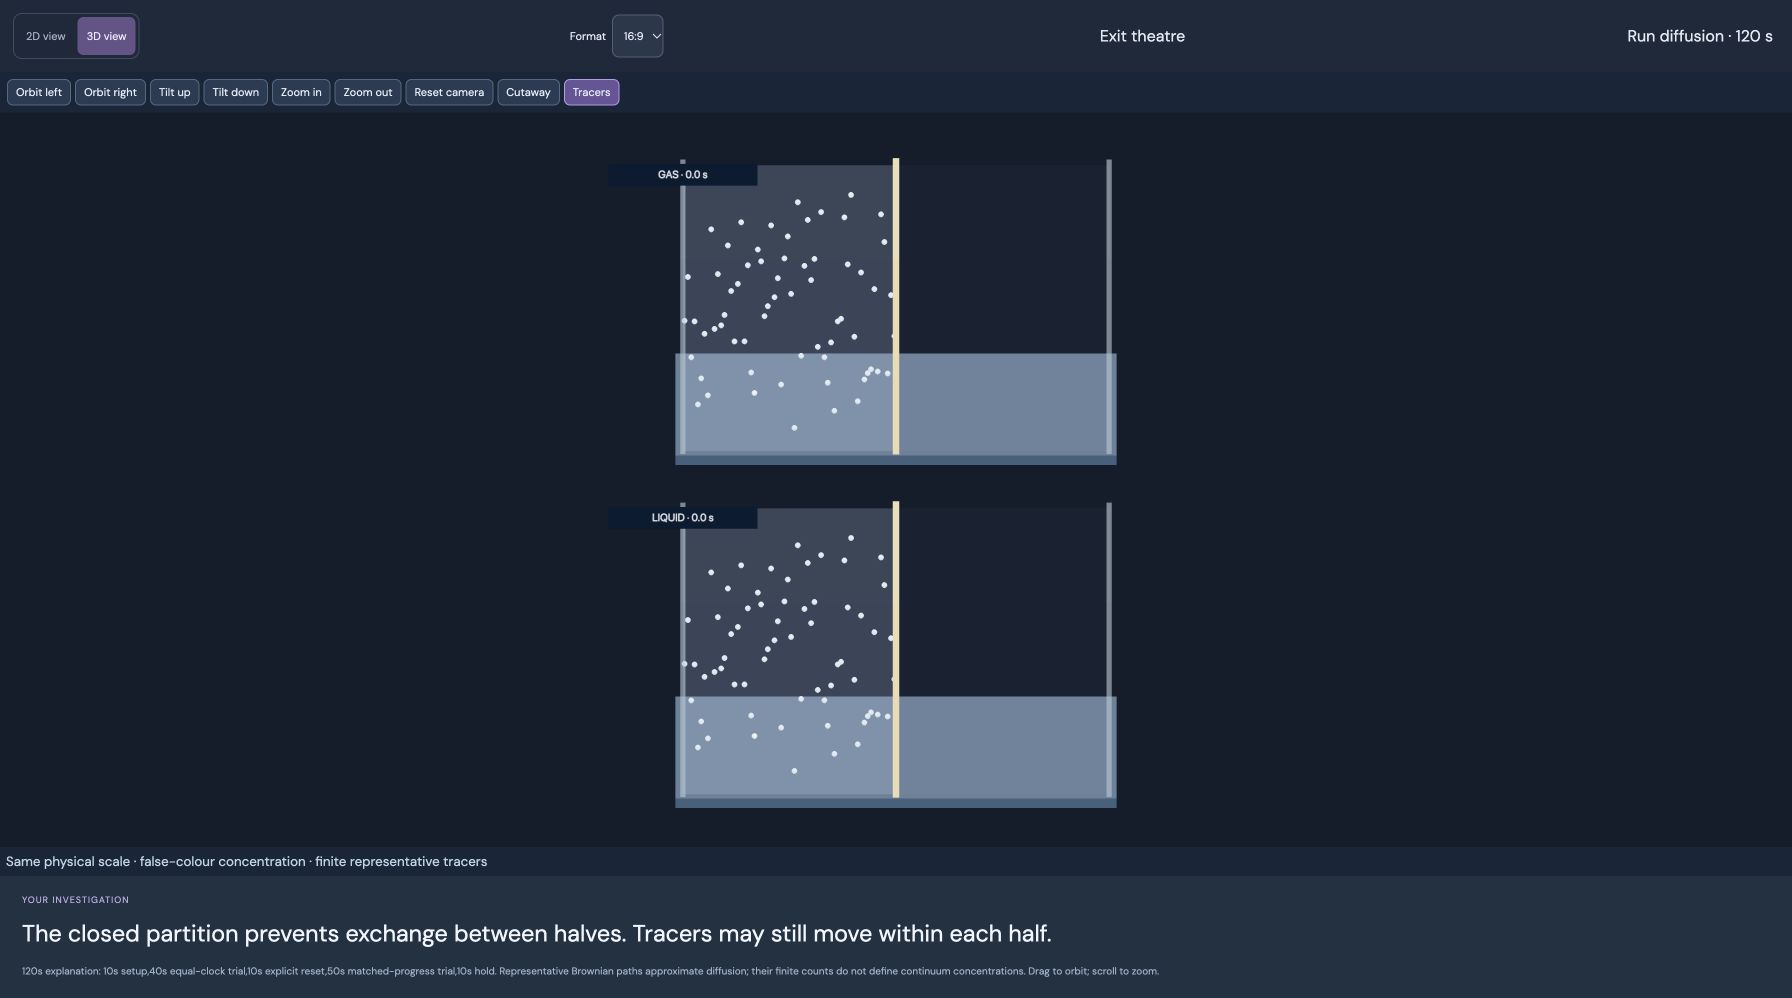 2D view
3D view
Format
16:9
Exit theatre
Run diffusion · 120 s
Orbit left
Orbit right
Tilt up
Tilt down
Zoom in
Zoom out
Reset camera
Cutaway
Tracers
GAS · 0.0 s
LIQUID · 0.0 s
Same physical scale · false-colour concentration · finite representative tracers
YOUR INVESTIGATION
The closed partition prevents exchange between halves. Tracers may still move within each half.
120s explanation: 10s setup,40s equal-clock trial,10s explicit reset,50s matched-progress trial,10s hold. Representative Brownian paths approximate diffusion; their finite counts do not define continuum concentrations. Drag to orbit; scroll to zoom.